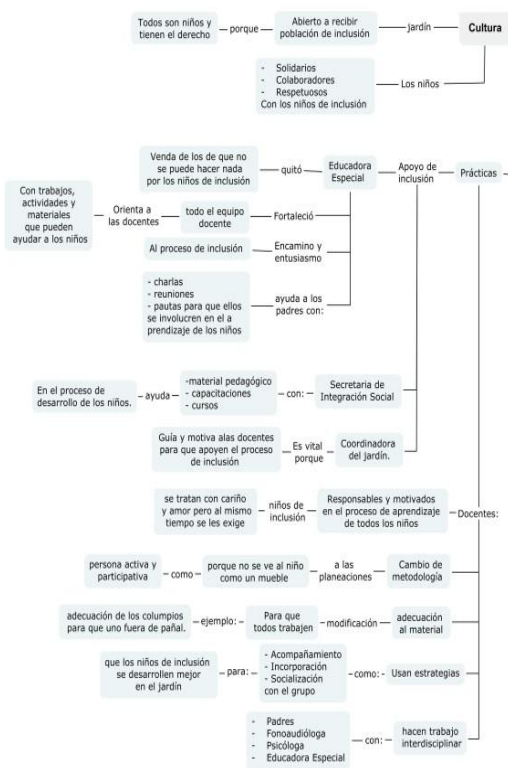 Todos son niños y
tienen el derecho
porque
Abierto a recibir
población de inclusión
jardín
Cultura
- Solidarios
- Colaboradores
- Respetuosos
Con los niños de inclusión
Los niños
Venda de los de que no
se puede hacer nada
por los niños de inclusión
quitó
Educadora
Especial
Apoyo de
inclusión
Prácticas
Con trabajos,
actividades y
materiales
que pueden
ayudar a los niños
Orienta a
las docentes
todo el equipo
docente
Fortaleció
Al proceso de inclusión
Encamino y
entusiasmo
- charlas
- reuniones
- pautas para que ellos
se involucren en el a
prendizaje de los niños
ayuda a los
padres con:
En el proceso de
desarrollo de los niños.
ayuda
-material pedagógico
- capacitaciones
- cursos
con:
Secretaria de
Integración Social
Guía y motiva alas docentes
para que apoyen el proceso
de inclusión
Es vital
porque
Coordinadora
del jardín.
se tratan con cariño
y amor pero al mismo
tiempo se les exige
niños de
inclusión
Responsables y motivados
en el proceso de aprendizaje
de todos los niños
Docentes:
persona activa y
participativa
como
porque no se ve al niño
como un mueble
a las
planeaciones
Cambio de
metodología
adecuación de los columpios
para que uno fuera de pañal.
ejemplo:
Para que
todos trabajen
modificación
adecuación
al material
que los niños de inclusión
se desarrollen mejor
en el jardín
para:
- Acompañamiento
- Incorporación
- Socialización
con el grupo
como:
Usan estrategias
- Padres
- Fonoaudióloga
- Psicóloga
- Educadora Especial
con:
hacen trabajo
interdisciplinar